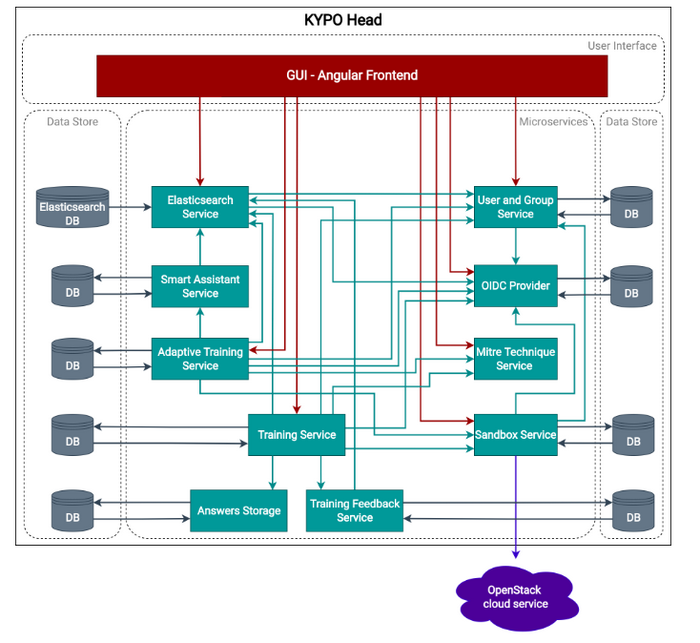 KYPO Head
User Interface
GUI - Angular Frontend
Data Store
Microservices
Data Store
Elasticsearch
DB
Elasticsearch
Service
User and Group
Service
DB
DB
Smart Assistant
Service
OIDC Provider
DB
DB
Adaptive Training
Service
Mitre Technique
Service
DB
Training Service
Sandbox Service
DB
DB
Answers Storage
Training Feedback
Service
DB
OpenStack
cloud service